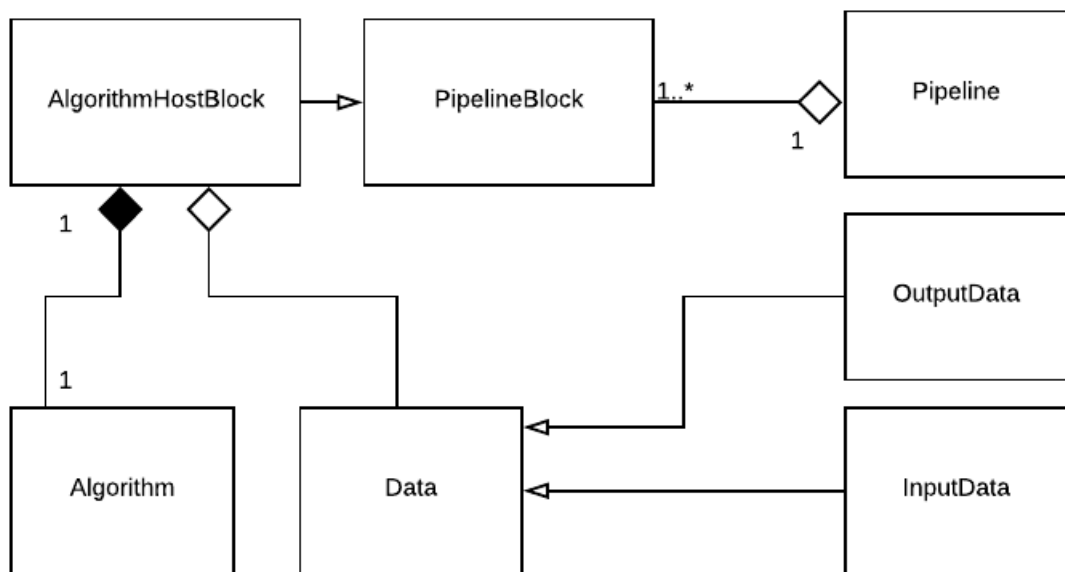 AlgorithmHostBlock
PipelineBlock
1..*
1
Pipeline
1
OutputData
1
Algorithm
Data
InputData